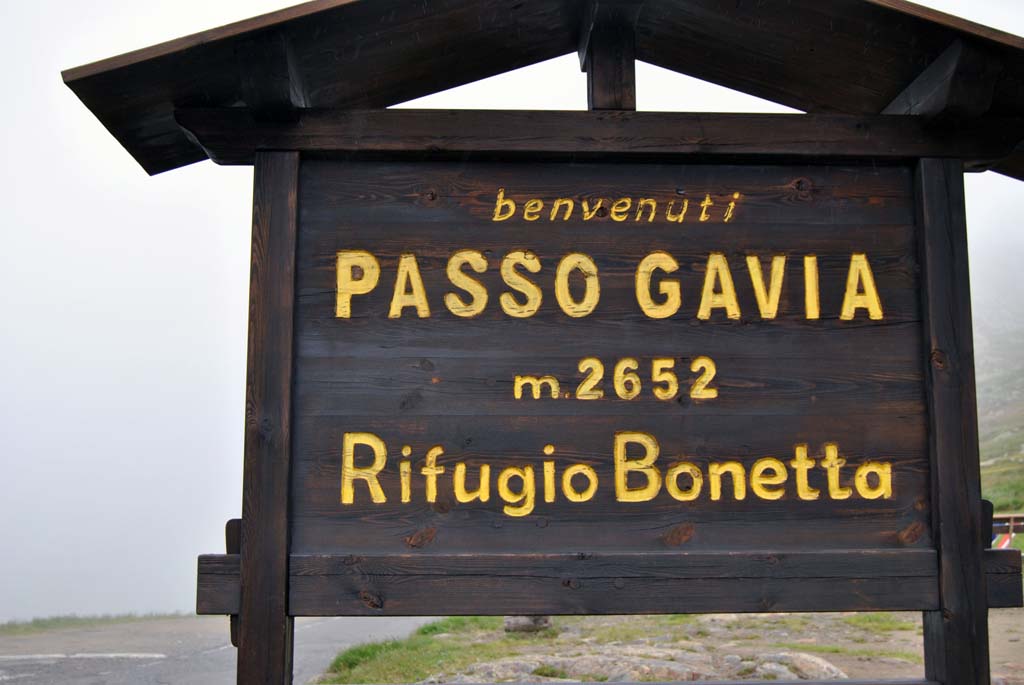 benvenuti
PASSO GAVIA
m.2652
Rifugio Bonetta